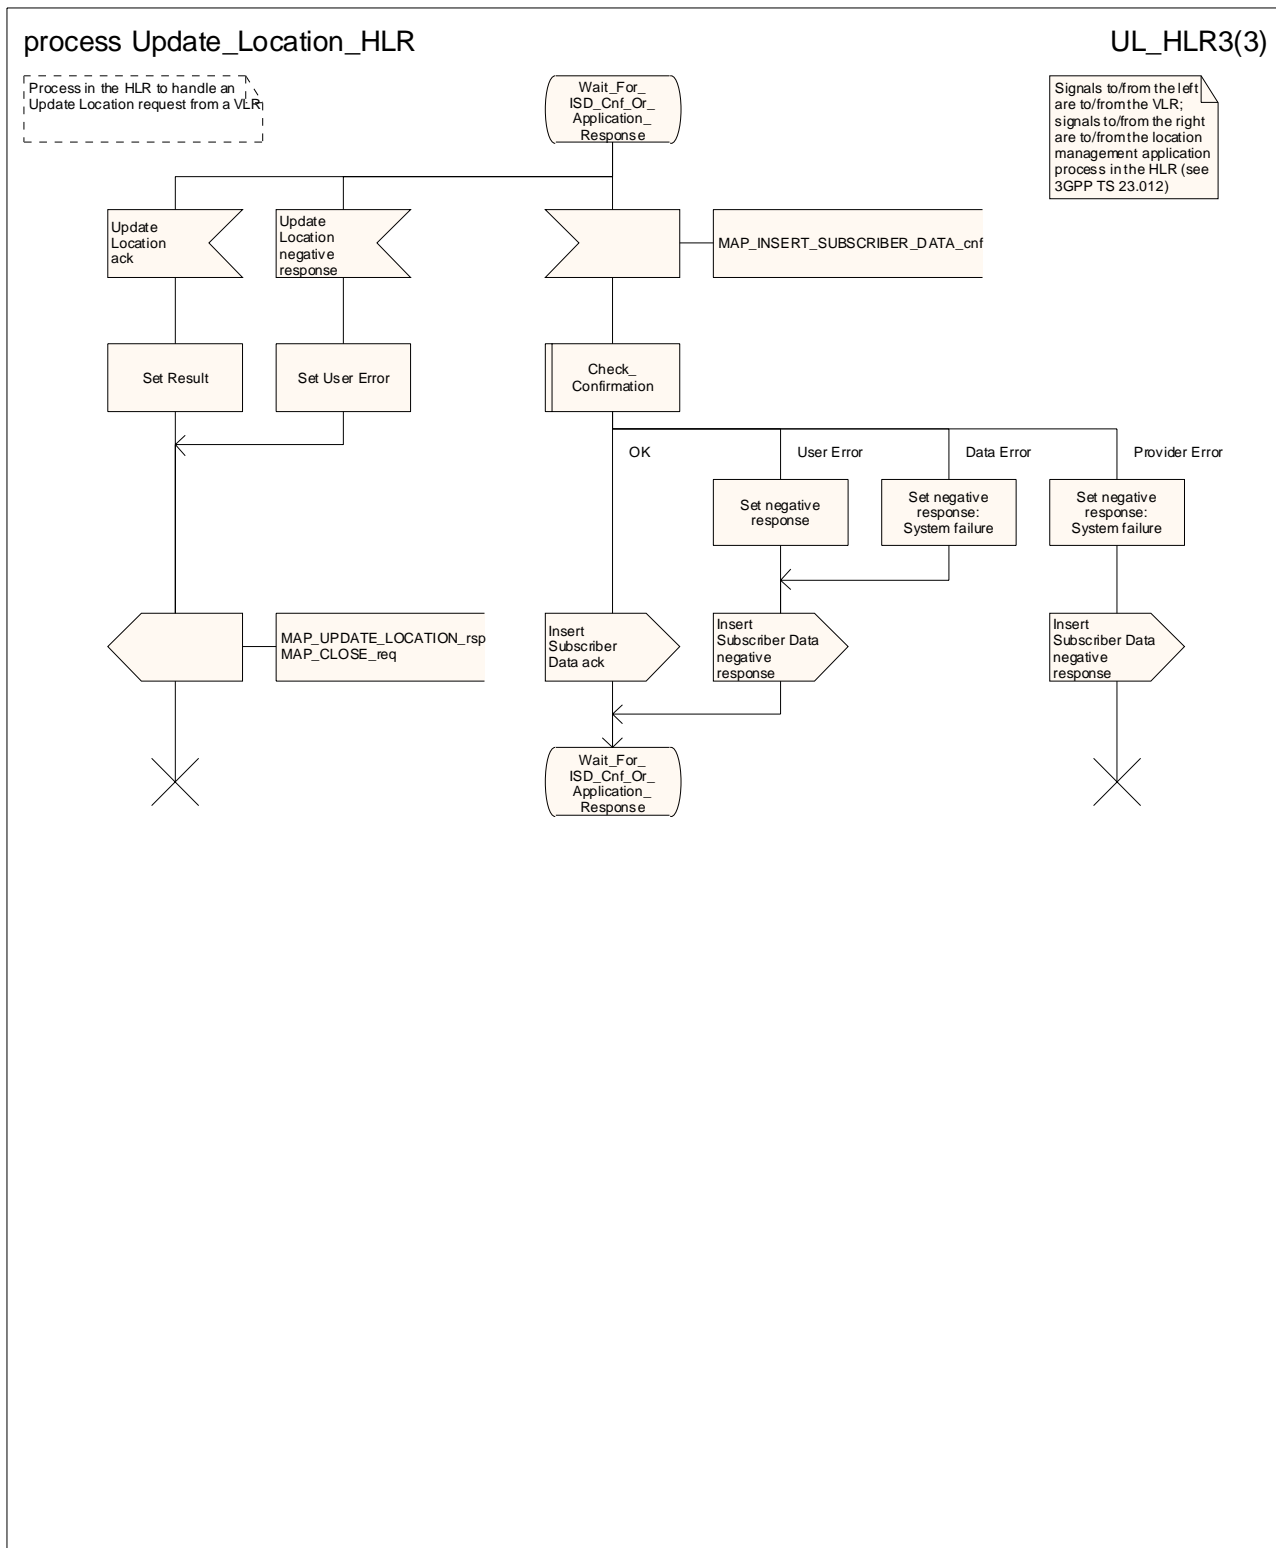 process Update_Location_HLR
UL_HLR3(3)
Process in the HLR to handle an
Update Location request from a VLR
Wait_For_
ISD_Cnf_Or_
Application_
Response
Signals to/from the left
are to/from the VLR;
signals to/from the right
are to/from the location
management application
process in the HLR (see
3GPP TS 23.012)
Update
Location
ack
Update
Location
negative
response
MAP_INSERT_SUBSCRIBER_DATA_cnf
Set Result
Set User Error
Check_
Confirmation
OK
User Error
Data Error
Provider Error
Set negative
response
Set negative
response:
System failure
Set negative
response:
System failure
MAP_UPDATE_LOCATION_rsp
MAP_CLOSE_req
Insert
Subscriber
Data ack
Insert
Subscriber Data
negative
response
Insert
Subscriber Data
negative
response
Wait_For_
ISD_Cnf_Or_
Application_
Response